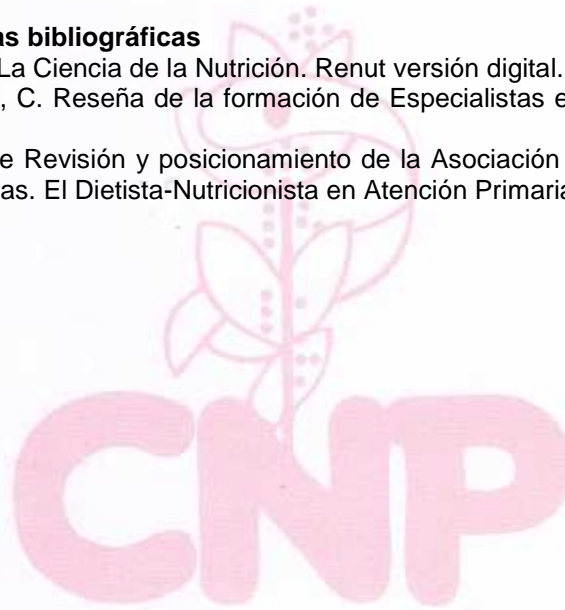 as bibliográficas
La Ciencia de la Nutrición. Renut versión digital.
, C. Reseña de la formación de Especialistas e
e Revisión y posicionamiento de la Asociación
as. El Dietista-Nutricionista en Atención Primaria
CNP